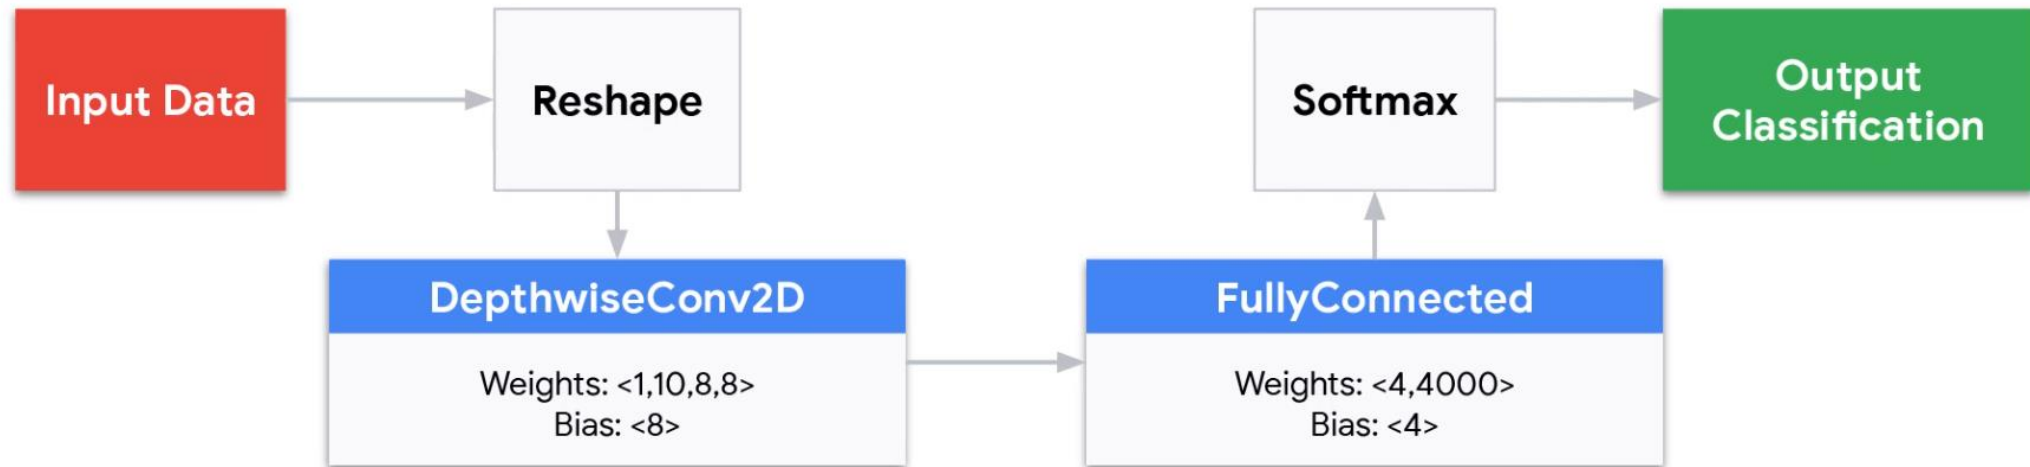 Input Data
Reshape
DepthwiseConv2D
Weights: <1,10,8,8>
Bias: <8>
FullyConnected
Weights: <4,4000>
Bias: <4>
Softmax
Output
Classification